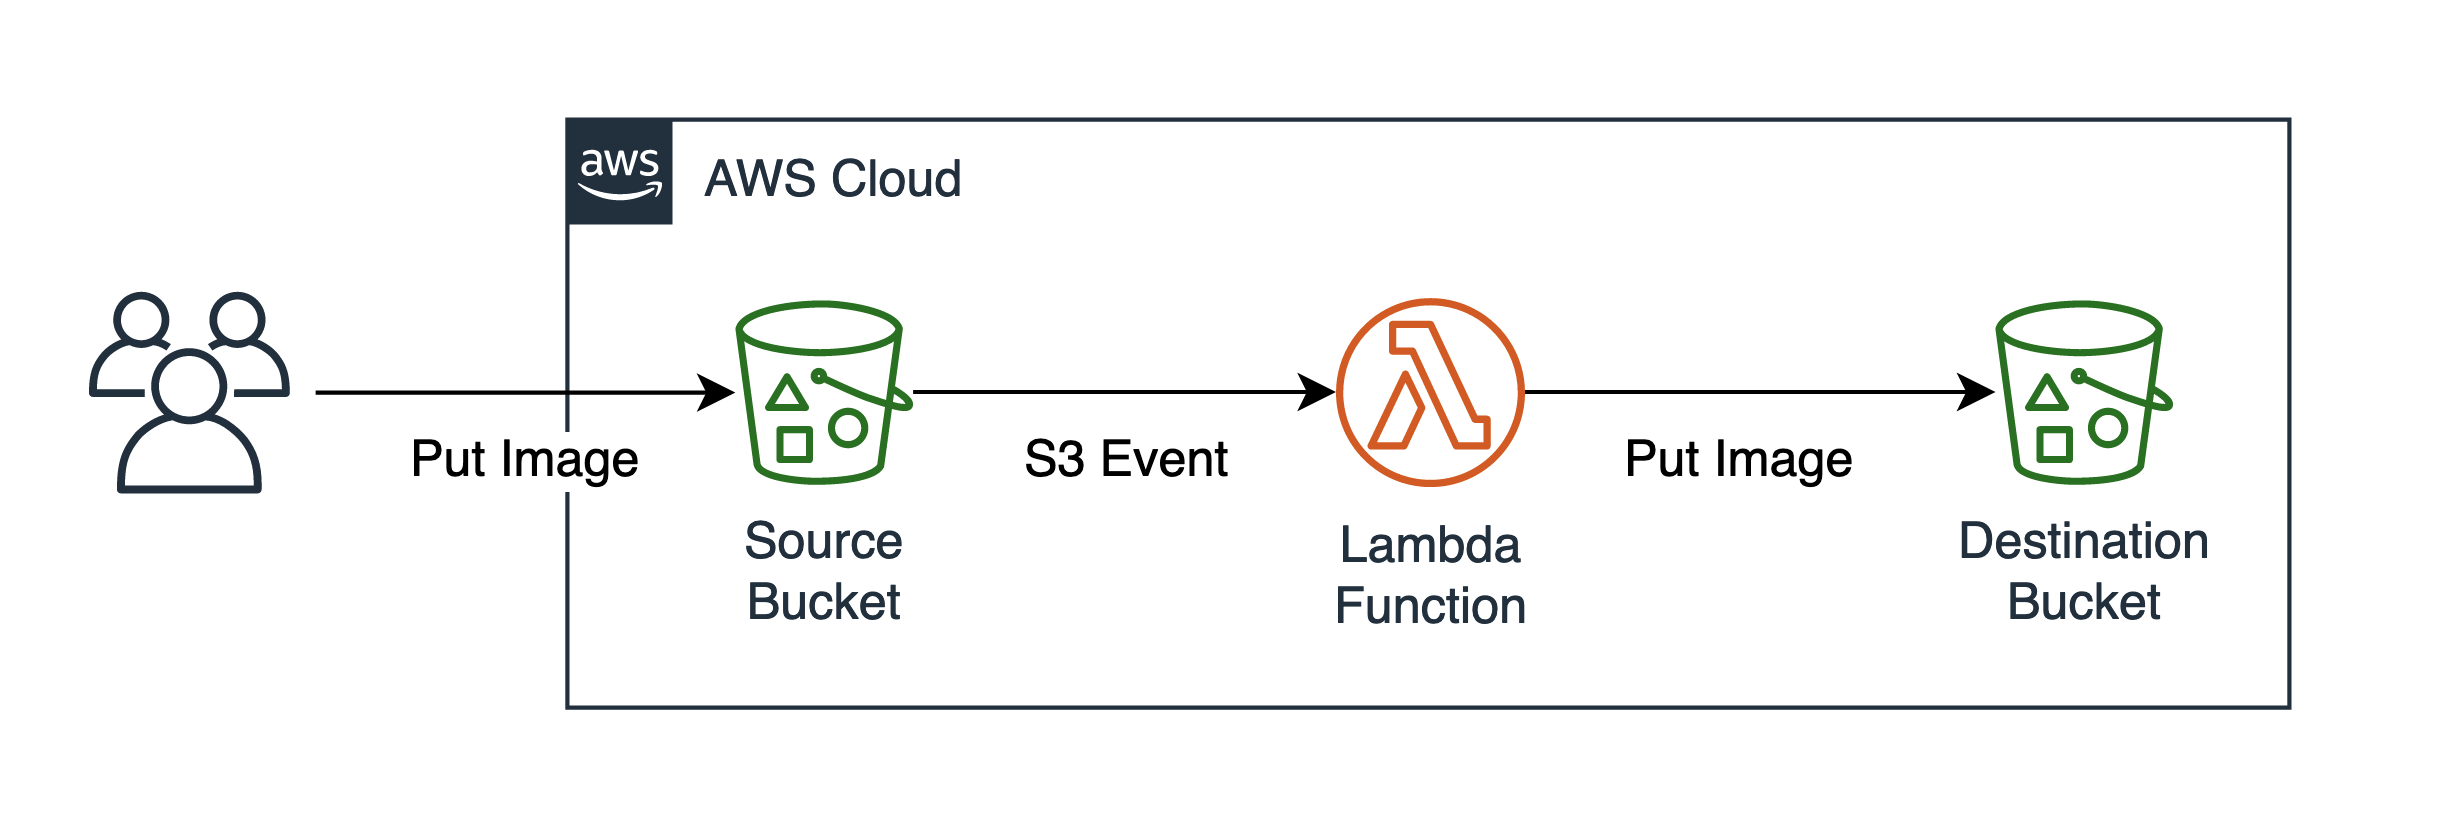 aws
AWS Cloud
Put Image
S3 Event
Put Image
Source
Bucket
Lambda
Function
Destination
Bucket